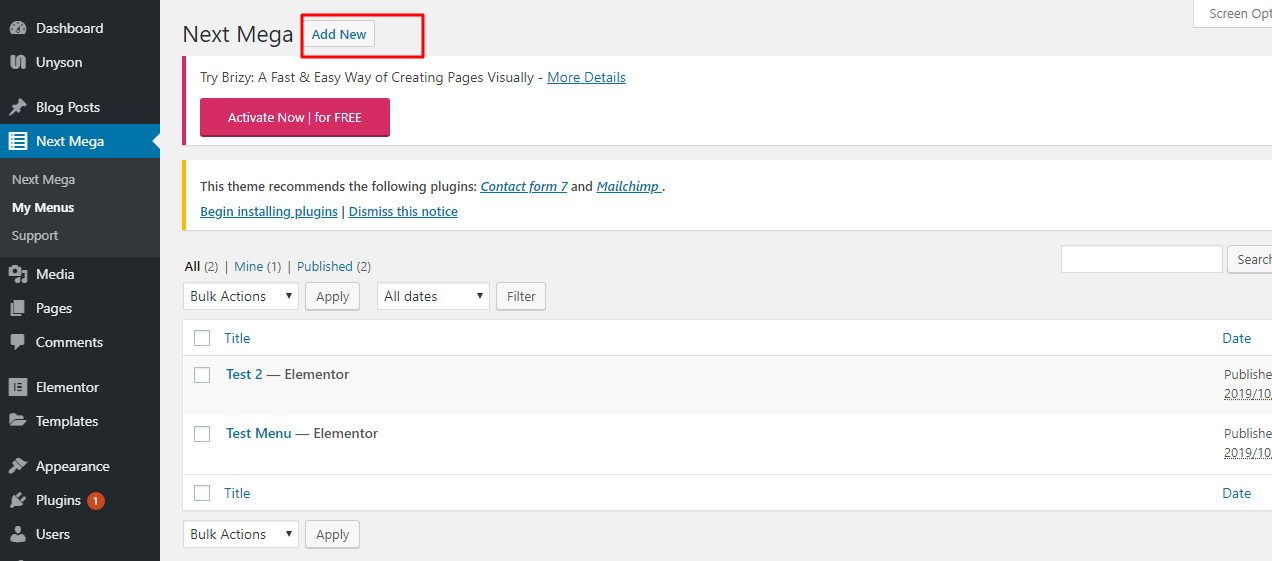 Dashboard
Unyson
Blog Posts
Next Mega
Next Mega
My Menus
Support
Media
Pages
Comments
Elementor
Templates
Appearance
Plugins 1
Users
Screen Opt
Next Mega Add New
Try Brizy: A Fast & Easy Way of Creating Pages Visually - More Details
Activate Now | for FREE
This theme recommends the following plugins: Contact form 7 and Mailchimp .
Begin installing plugins | Dismiss this notice
All (2) | Mine (1) | Published (2)
Search
Bulk Actions Apply All dates Filter
Title Date
Test 2 — Elementor Publishe
2019/10
Test Menu — Elementor Publishe
2019/10
Title Date
Bulk Actions Apply